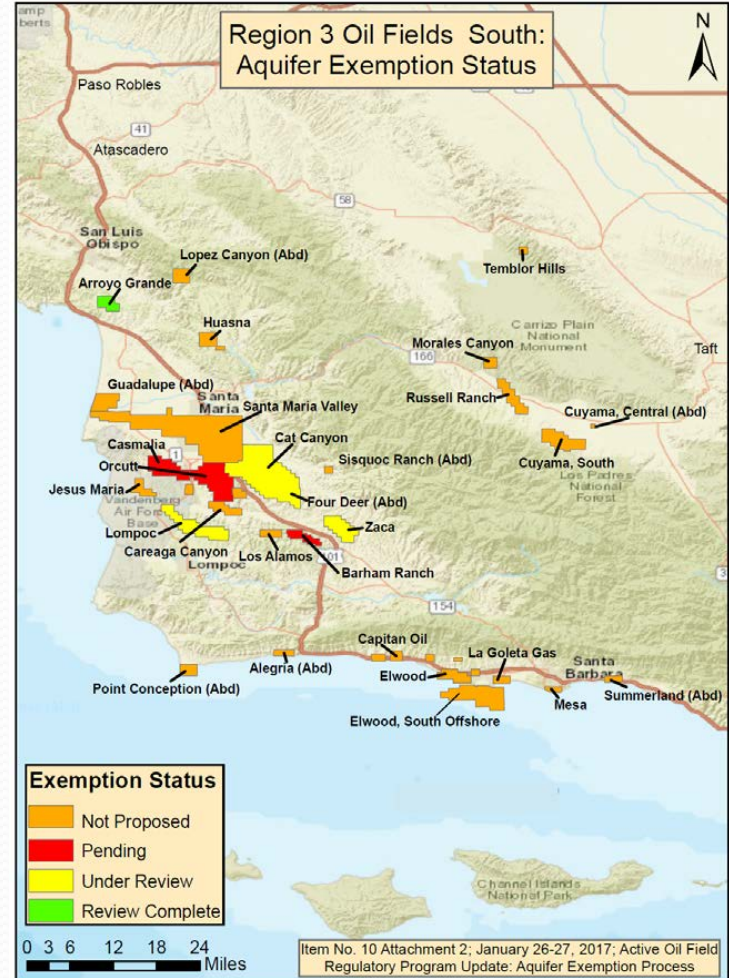 Region 3 Oil Fields South:
Aquifer Exemption Status
N
Paso Robles
41
Atascadero
58
San Luis
Obispo
Lopez Canyon (Abd)
Temblor Hills
Arroyo Grande
Huasna
Carrizo Plain
National
Monument
Morales Canyon
Taft
166
Guadalupe (Abd)
Russell Ranch
Santa
Maria
Santa Maria Valley
Cuyama, Central (Abd)
Cat Canyon
Casmalia
1
Sisquoc Ranch (Abd)
Cuyama, South
Orcutt
Los Padres
National
Forest
Jesus Maria
Vandenberg
Air Force
Base
Four Deer (Abd)
Lompoc
Zaca
Careaga Canyon
Los Alamos
101
Lompoc
Barham Ranch
154
Capitan Oil
La Goleta Gas
Santa
Barbara
Alegria (Abd)
Elwood
Point Conception (Abd)
Mesa
Summerland (Abd)
Elwood, South Offshore
Exemption Status
Not Proposed
Pending
Under Review
Review Complete
Channel Islands
National Park
0 3 6 12 18 24
Miles
Item No. 10 Attachment 2; January 26-27, 2017; Active Oil Field
Regulatory Program Update: Aquifer Exemption Process